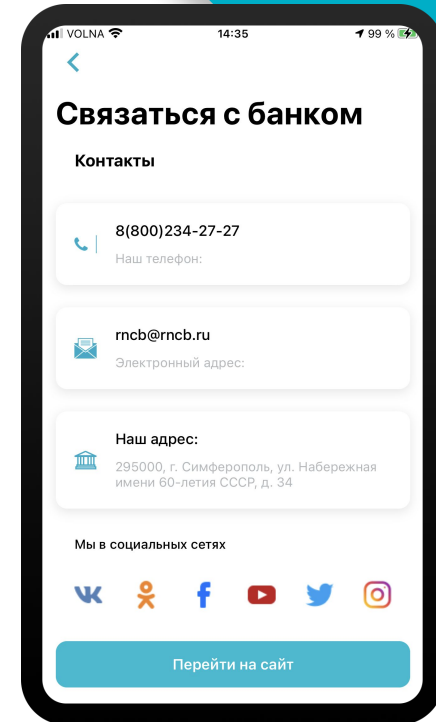 VOLNA 14:35 99 %
Связаться с банком
Контакты
8(800)234-27-27
Наш телефон:
rncb@rncb.ru
Электронный адрес:
Наш адрес:
295000, г. Симферополь, ул. Набережная
имени 60-летия СССР, д. 34
Мы в социальных сетях
Перейти на сайт